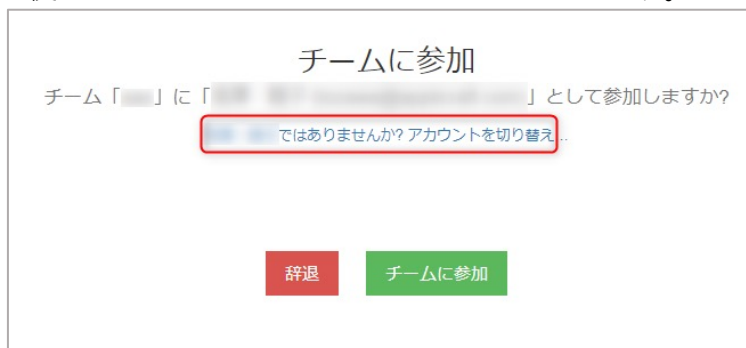 チームに参加
チーム「 」に「 」として参加しますか?
ではありませんか? アカウントを切り替え...
辞退
チームに参加